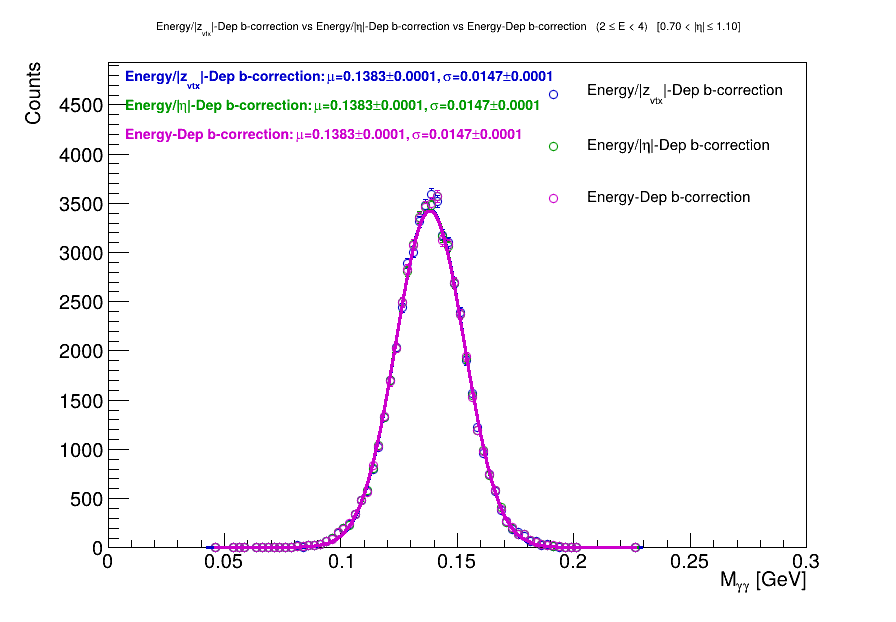 Energy/|z_vtx|-Dep b-correction vs Energy/|η|-Dep b-correction vs Energy-Dep b-correction (2 ≤ E < 4) [0.70 < |η| ≤ 1.10]
Counts
Energy/|z_vtx|-Dep b-correction: μ=0.1383±0.0001, σ=0.0147±0.0001
Energy/|η|-Dep b-correction: μ=0.1383±0.0001, σ=0.0147±0.0001
Energy-Dep b-correction: μ=0.1383±0.0001, σ=0.0147±0.0001
Energy/|z_vtx|-Dep b-correction
Energy/|η|-Dep b-correction
Energy-Dep b-correction
4500
4000
3500
3000
2500
2000
1500
1000
500
0
0 0.05 0.1 0.15 0.2 0.25 0.3
M_γγ [GeV]